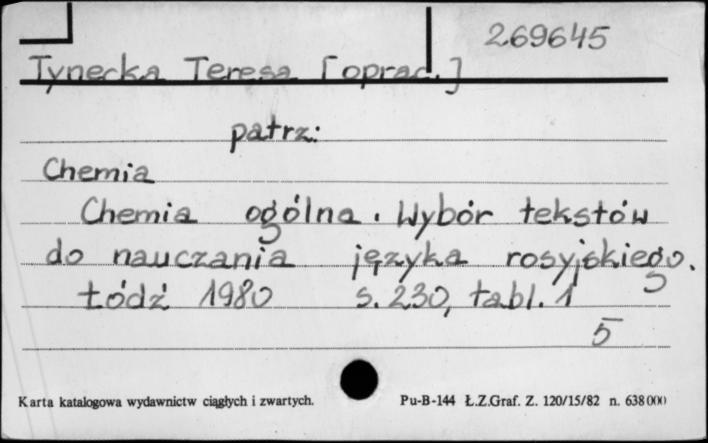 269645
Tynecka Teresa [oprac.]
patrz:
Chemia
Chemia ogólna. Wybór tekstów
do nauczania języka rosyjskiego.
Łódź 1980 s. 230, tabl. 1
5
Karta katalogowa wydawnictw ciągłych i zwartych. Pu-B-144 Ł.Z.Graf. Z. 120/15/82 n. 638000